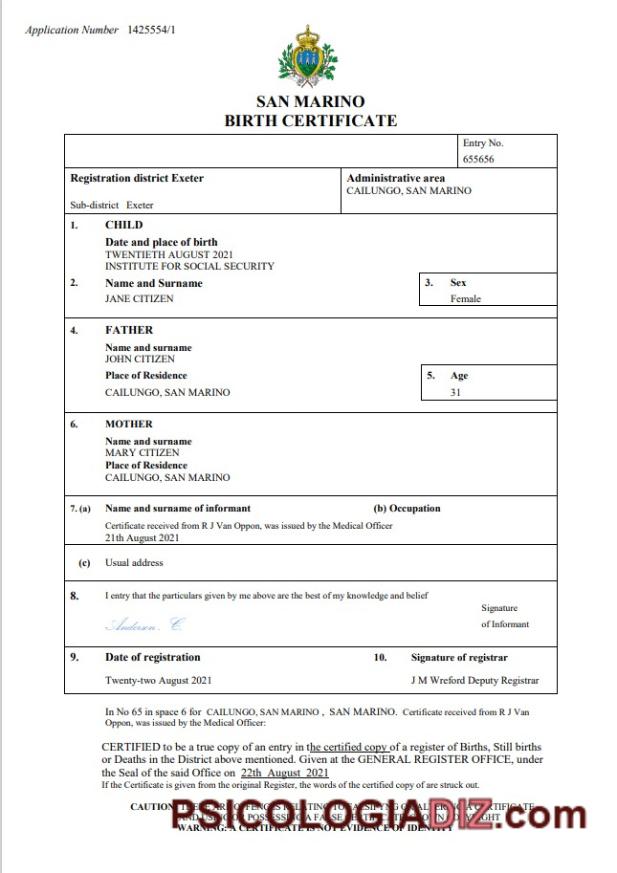 Application Number 1425554/1
SAN MARINO
BIRTH CERTIFICATE
Entry No.
655656
Registration district Exeter
Sub-district Exeter
Administrative area
CAILUNGO, SAN MARINO
1. CHILD
Date and place of birth
TWENTIETH AUGUST 2021
INSTITUTE FOR SOCIAL SECURITY
2. Name and Surname
JANE CITIZEN
3. Sex
Female
4. FATHER
Name and surname
JOHN CITIZEN
Place of Residence
CAILUNGO, SAN MARINO
5. Age
31
6. MOTHER
Name and surname
MARY CITIZEN
Place of Residence
CAILUNGO, SAN MARINO
7. (a) Name and surname of informant (b) Occupation
Certificate received from R J Van Oppon, was issued by the Medical Officer
21th August 2021
(c) Usual address
8. I entry that the particulars given by me above are the best of my knowledge and belief
Anderson. C.
Signature
of Informant
9. Date of registration 10. Signature of registrar
Twenty-two August 2021 J M Wreford Deputy Registrar
In No 65 in space 6 for CAILUNGO, SAN MARINO , SAN MARINO. Certificate received from R J Van
Oppon, was issued by the Medical Officer:
CERTIFIED to be a true copy of an entry in the certified copy of a register of Births, Still births
or Deaths in the District above mentioned. Given at the GENERAL REGISTER OFFICE, under
the Seal of the said Office on 22th August 2021
If the Certificate is given from the original Register, the words of the certified copy are struck out.
CAUTION: THERE ARE OFFENCES RELATING TO FALSIFYNG OR ALTERING A CERTIFICATE
AND USING OR POSSESSING A FALSE CERTIFICATE CROWN COPYRIGHT
WARNING: A CERTIFICATE IS NOT EVIDENCE OF IDENTITY
PSICOLOGIADIZ.com